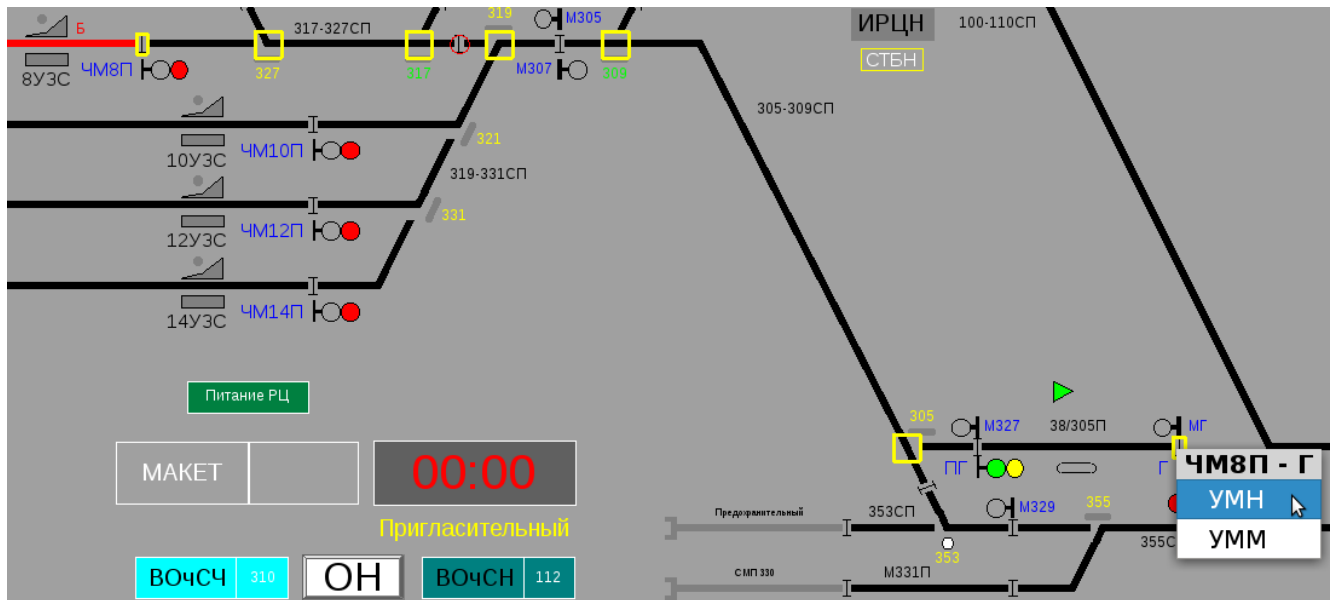 319
М305
ИРЦН
100-110СП
Б
317-327СП
8УЗС
ЧМ8П
327
317
М307
309
СТБН
305-309СП
10УЗС
ЧМ10П
321
319-331СП
12УЗС
ЧМ12П
331
14УЗС
ЧМ14П
Питание РЦ
305
М327
38/305П
МГ
МАКЕТ
00:00
ПГ
Г
ЧМ8П - Г
УМН
УММ
Пригласительный
Предохранительный
353СП
М329
355
353
355С
ВОчСЧ 310
ОН
ВОчСН 112
СМП 330
М331П